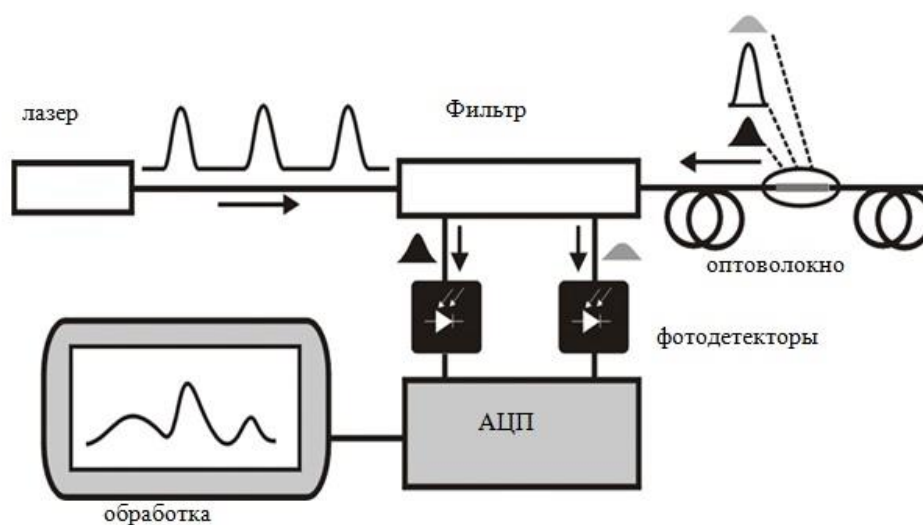 лазер
Фильтр
оптоволокно
фотодетекторы
АЦП
обработка